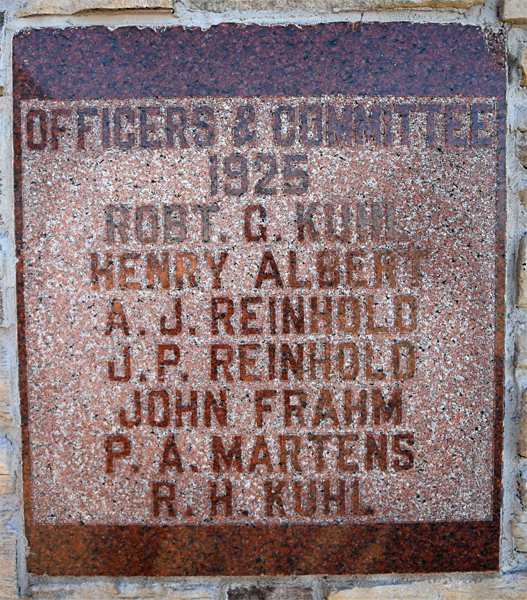 OFFICERS & COMMITTEE
1925
ROBT. G. KUHL
HENRY ALBERT
A. J. REINHOLD
J. P. REINHOLD
JOHN FRAHM
P. A. MARTENS
R. H. KUHL